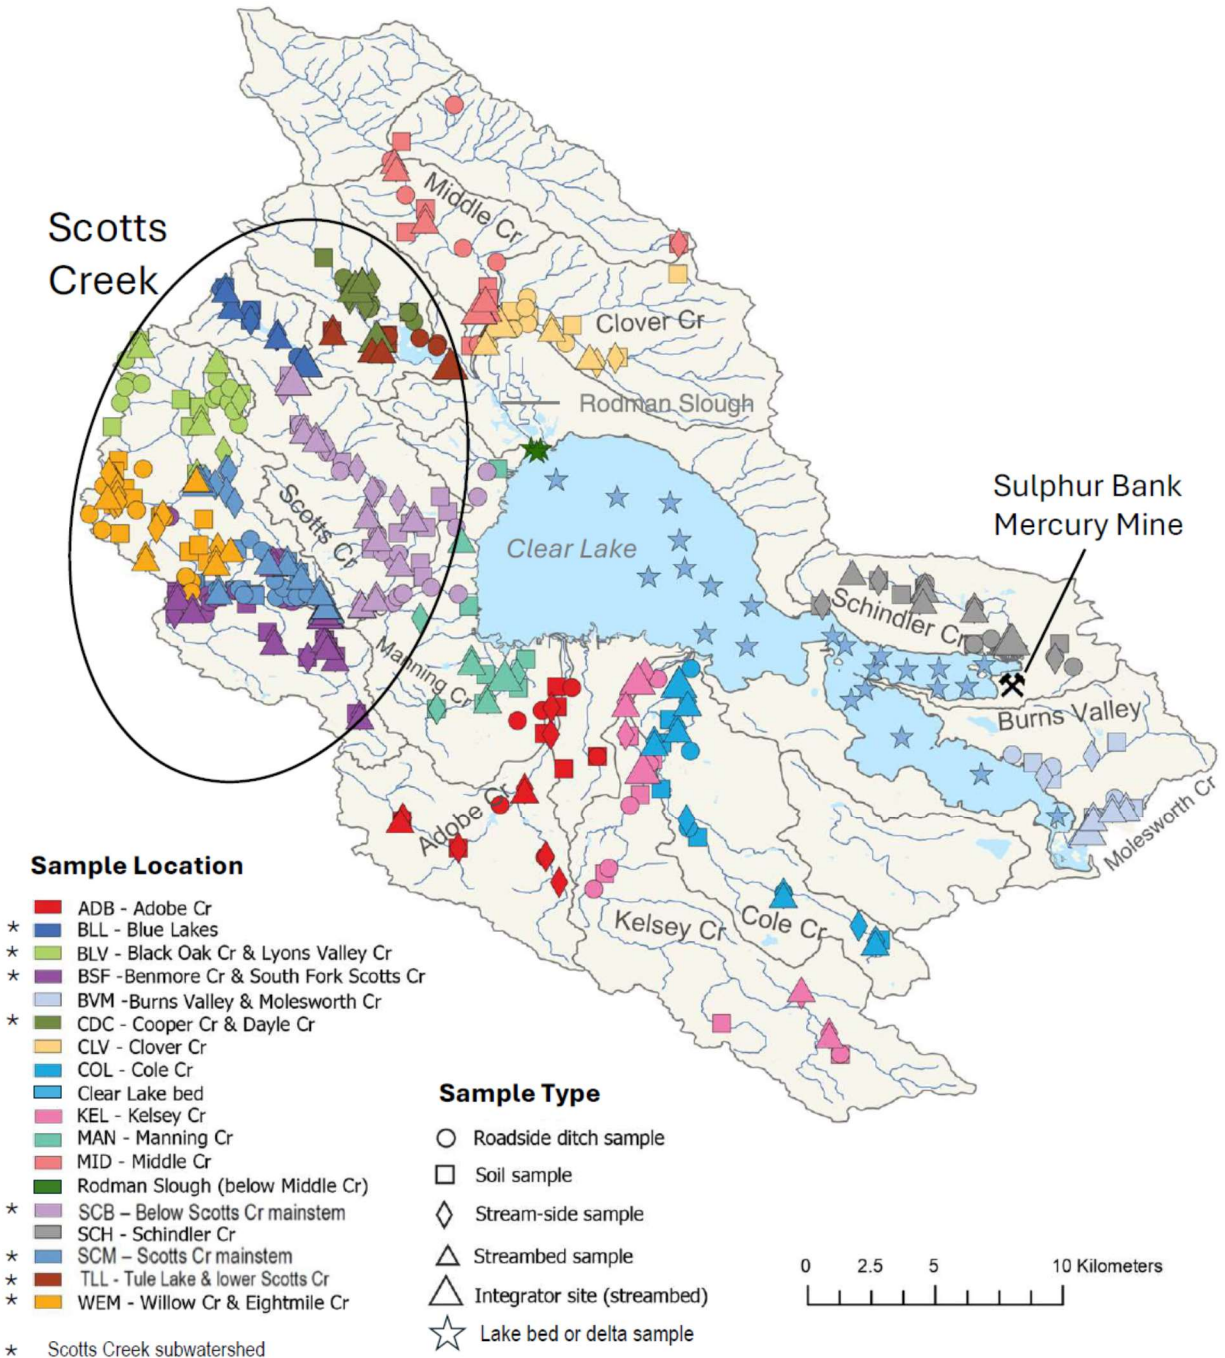 Scotts
Creek
Middle Cr
Clover Cr
Rodman Slough
Sulphur Bank
Mercury Mine
Scotts Cr
Clear Lake
Schindler Cr
Manning Cr
Burns Valley
Molesworth Cr
Adobe Cr
Kelsey Cr
Cole Cr
Sample Location
ADB - Adobe Cr
* BLL - Blue Lakes
* BLV - Black Oak Cr & Lyons Valley Cr
* BSF -Benmore Cr & South Fork Scotts Cr
BVM -Burns Valley & Molesworth Cr
* CDC - Cooper Cr & Dayle Cr
CLV - Clover Cr
COL - Cole Cr
Clear Lake bed
KEL - Kelsey Cr
MAN - Manning Cr
MID - Middle Cr
Rodman Slough (below Middle Cr)
* SCB – Below Scotts Cr mainstem
SCH - Schindler Cr
* SCM – Scotts Cr mainstem
* TLL - Tule Lake & lower Scotts Cr
* WEM - Willow Cr & Eightmile Cr
* Scotts Creek subwatershed
Sample Type
Roadside ditch sample
Soil sample
Stream-side sample
Streambed sample
Integrator site (streambed)
Lake bed or delta sample
0 2.5 5 10 Kilometers